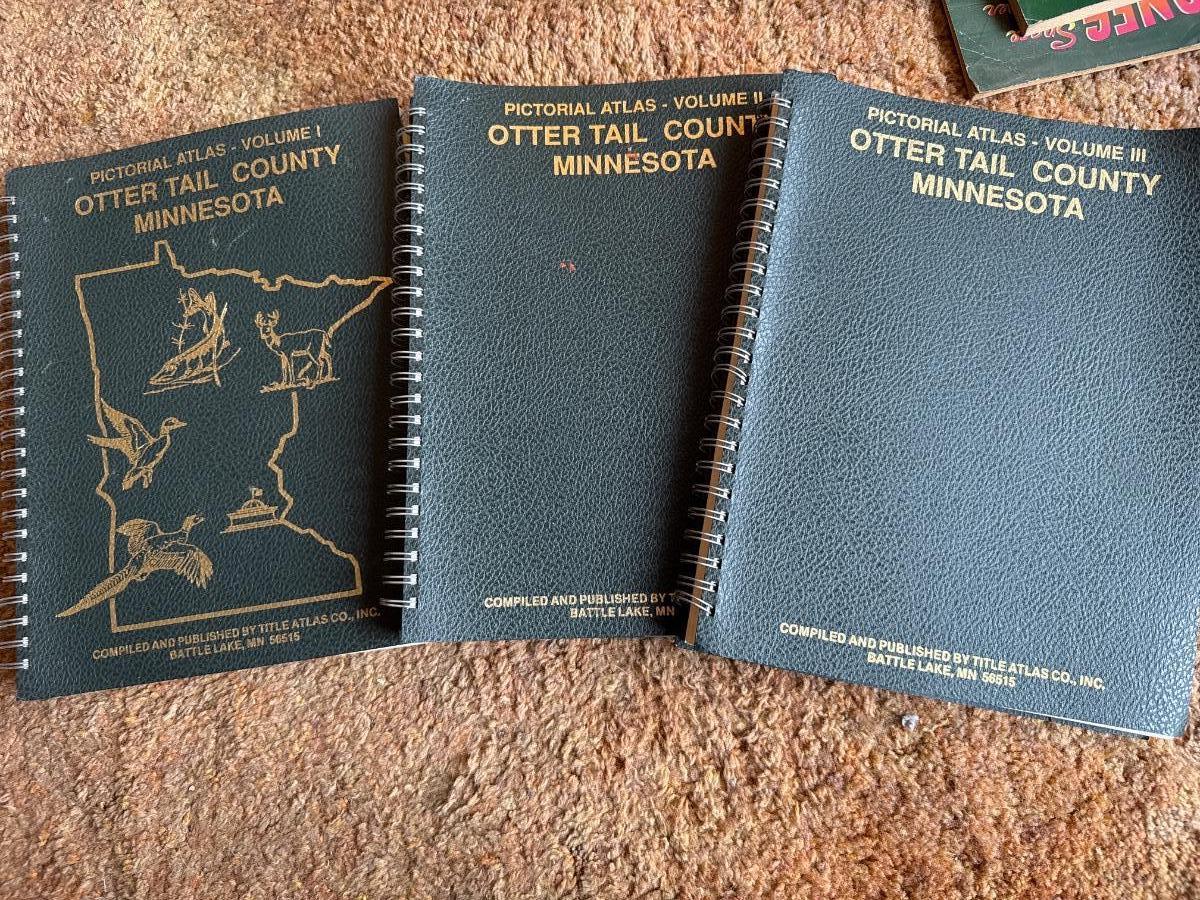 PICTORIAL ATLAS - VOLUME I
OTTER TAIL COUNTY
MINNESOTA
COMPILED AND PUBLISHED BY TITLE ATLAS CO., INC.
BATTLE LAKE, MN 56515
PICTORIAL ATLAS - VOLUME II
OTTER TAIL COUNT
MINNESOTA
COMPILED AND PUBLISHED BY T
BATTLE LAKE, MN
PICTORIAL ATLAS - VOLUME III
OTTER TAIL COUNTY
MINNESOTA
COMPILED AND PUBLISHED BY TITLE ATLAS CO., INC.
BATTLE LAKE, MN 56515